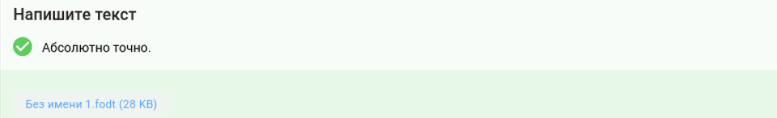 Напишите текст
Абсолютно точно.
Без имени 1.fodt (28 KB)